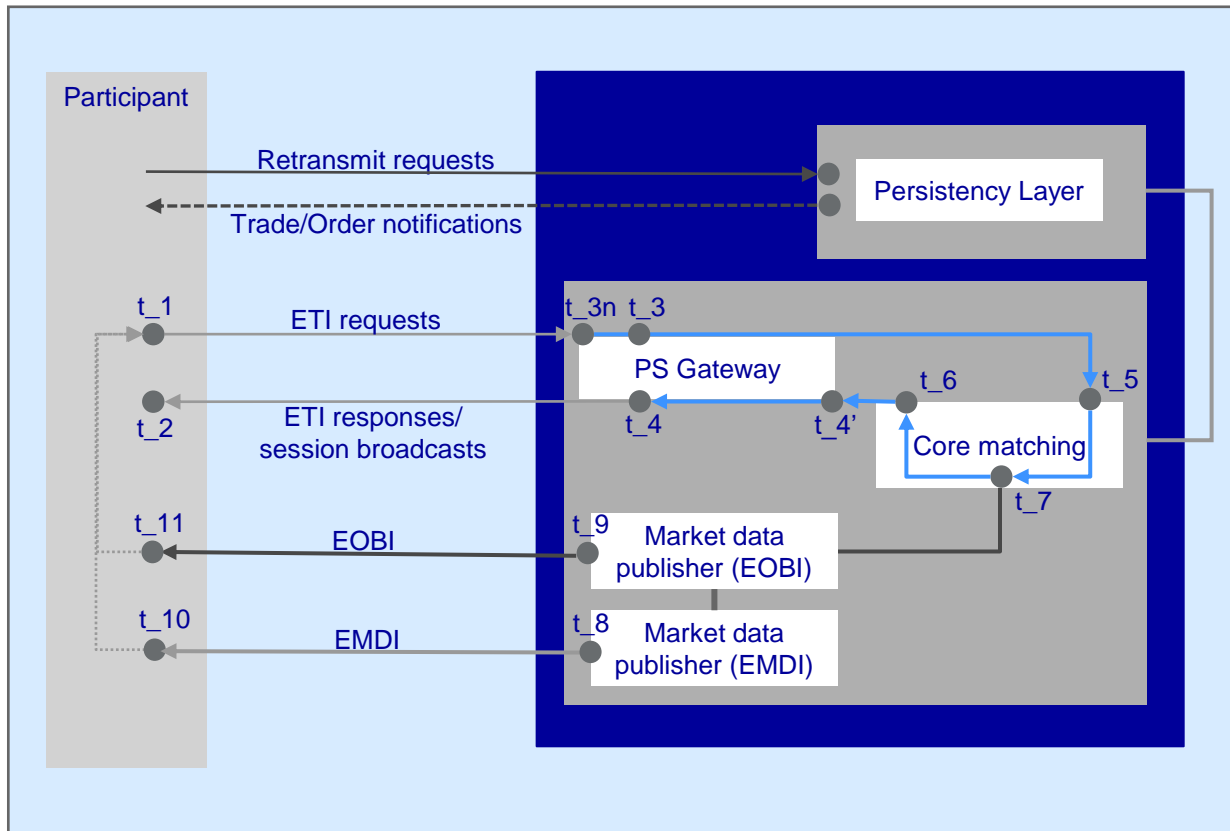 Participant
Retransmit requests
Persistency Layer
Trade/Order notifications
t_1
ETI requests
t_3n
t_3
PS Gateway
t_6
t_5
t_2
ETI responses/
session broadcasts
t_4
t_4’
Core matching
t_7
t_11
EOBI
t_9
Market data
publisher (EOBI)
t_10
EMDI
t_8
Market data
publisher (EMDI)